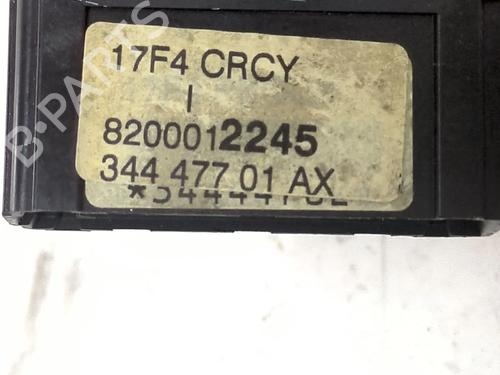 17F4 CRCY
I
8200012245
344 477 01 AX
B-PARTS